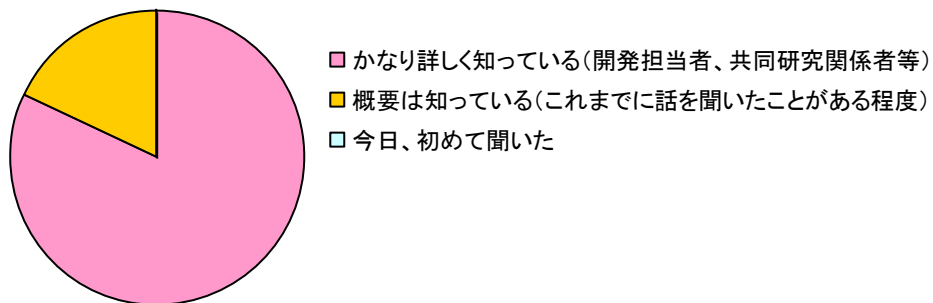 かなり詳しく知っている(開発担当者、共同研究関係者等)
概要は知っている(これまでに話を聞いたことがある程度)
今日、初めて聞いた